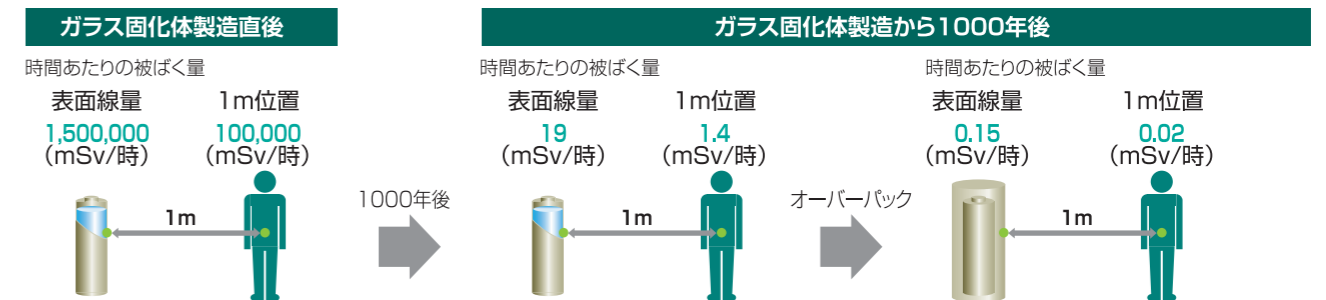 ガラス固化体製造直後
時間あたりの被ばく量
表面線量
1m位置
1,500,000
(mSv/時)
100,000
(mSv/時)
1m
1000年後
ガラス固化体製造から1000年後
時間あたりの被ばく量
表面線量
1m位置
19
(mSv/時)
1.4
(mSv/時)
1m
オーバーパック
時間あたりの被ばく量
表面線量
1m位置
0.15
(mSv/時)
0.02
(mSv/時)
1m